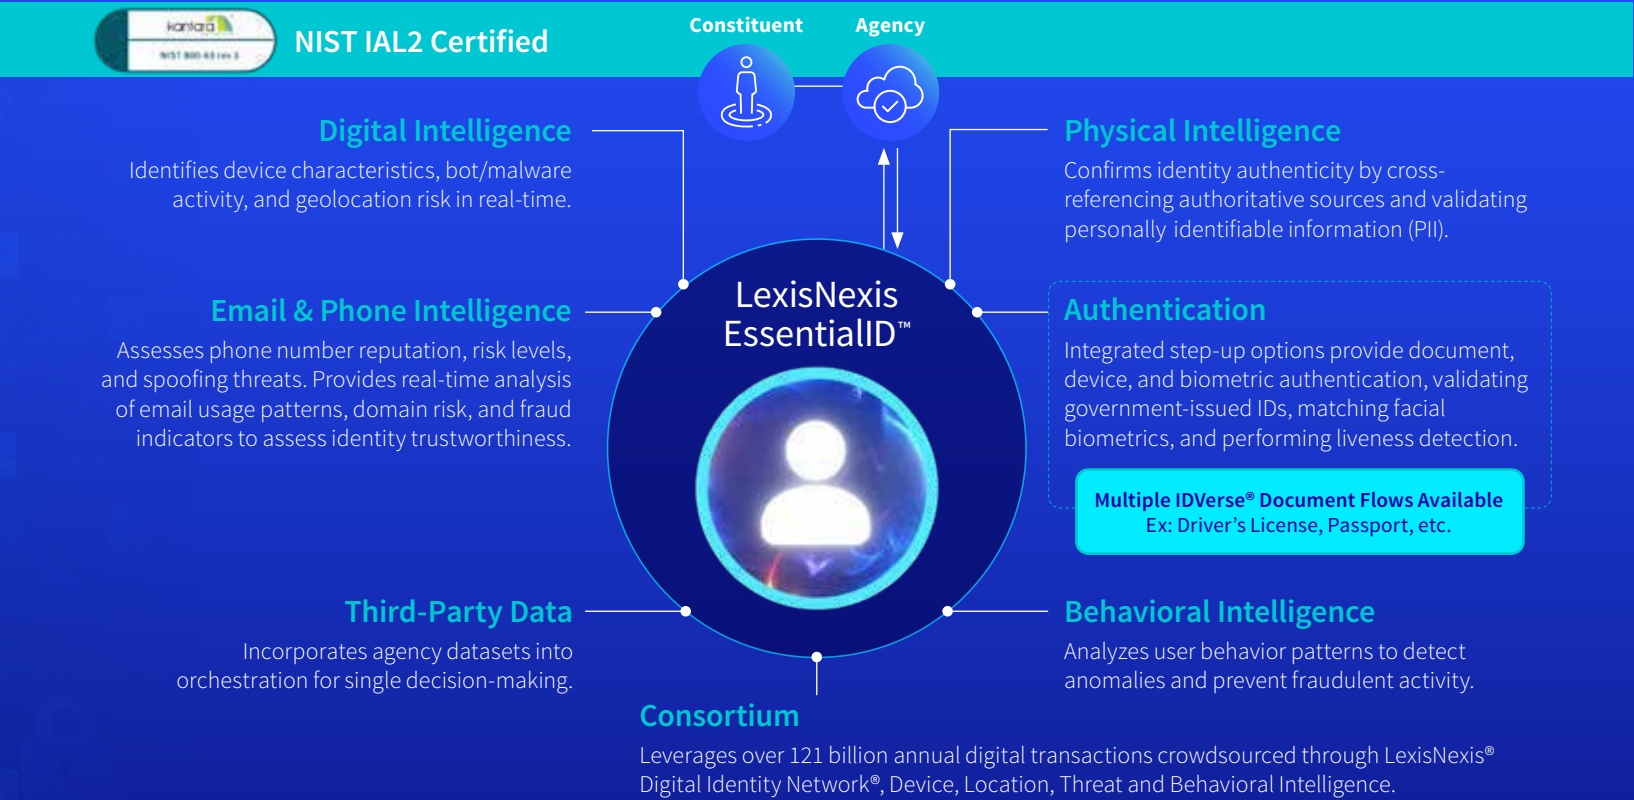 kantara
NIST 800-63 rev.3
NIST IAL2 Certified
Constituent
Agency
Digital Intelligence
Identifies device characteristics, bot/malware
activity, and geolocation risk in real-time.
Physical Intelligence
Confirms identity authenticity by cross-
referencing authoritative sources and validating
personally identifiable information (PII).
Email & Phone Intelligence
Assesses phone number reputation, risk levels,
and spoofing threats. Provides real-time analysis
of email usage patterns, domain risk, and fraud
indicators to assess identity trustworthiness.
LexisNexis
EssentialID™
Authentication
Integrated step-up options provide document,
device, and biometric authentication, validating
government-issued IDs, matching facial
biometrics, and performing liveness detection.
Multiple IDVerse® Document Flows Available
Ex: Driver’s License, Passport, etc.
Third-Party Data
Incorporates agency datasets into
orchestration for single decision-making.
Behavioral Intelligence
Analyzes user behavior patterns to detect
anomalies and prevent fraudulent activity.
Consortium
Leverages over 121 billion annual digital transactions crowdsourced through LexisNexis®
Digital Identity Network®, Device, Location, Threat and Behavioral Intelligence.